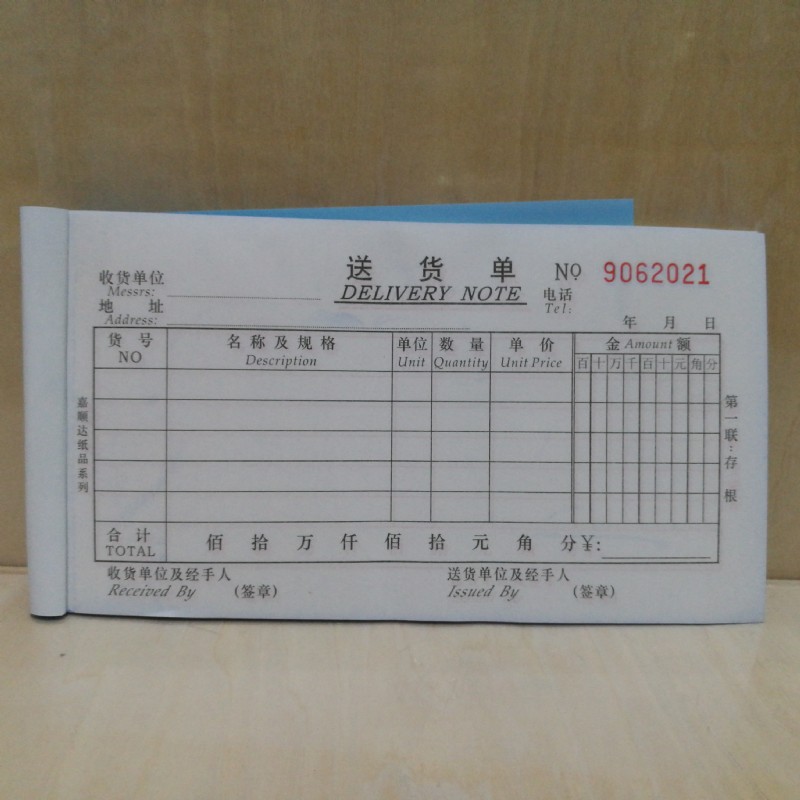 送货单 NO 9062021
收货单位
Messrs:
DELIVERY NOTE
电话
Tel:
地址
Address:
年 月 日
货号 名称及规格 单位 数量 单价 金 Amount 额
NO Description Unit Quantity Unit Price 百 十 万 千 百 十 元 角 分
嘉顺达纸品系列
第一联:存根
合计 佰 拾 万 仟 佰 拾 元 角 分 ¥:
TOTAL
收货单位及经手人 送货单位及经手人
Received By (签章) Issued By (签章)